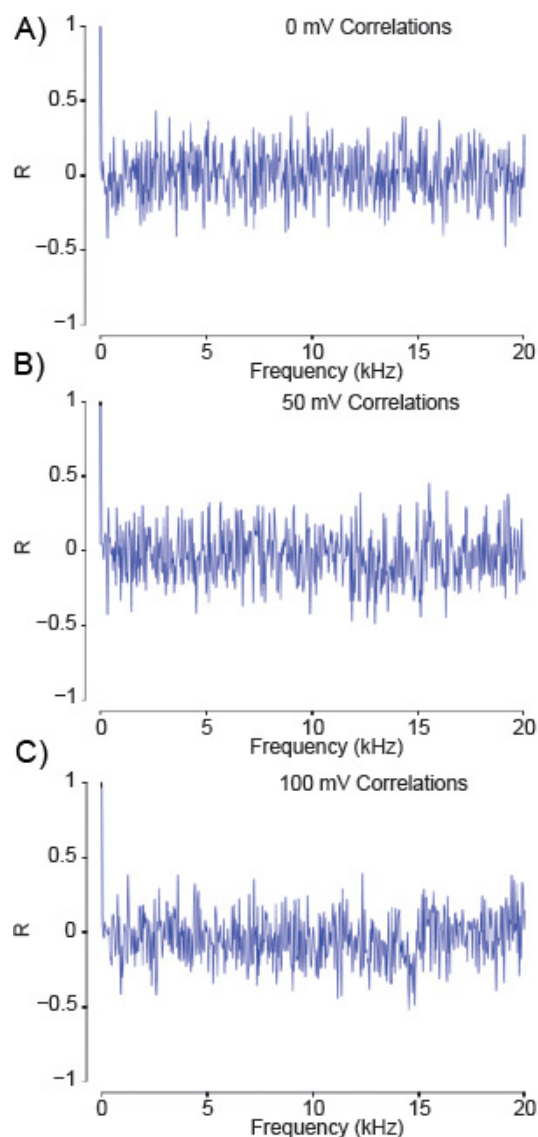 A)
0 mV Correlations
1
0.5
0
−0.5
−1
R
0 5 10 15 20
Frequency (kHz)
B)
50 mV Correlations
1
0.5
0
−0.5
−1
R
0 5 10 15 20
Frequency (kHz)
C)
100 mV Correlations
1
0.5
0
−0.5
−1
R
0 5 10 15 20
Frequency (kHz)